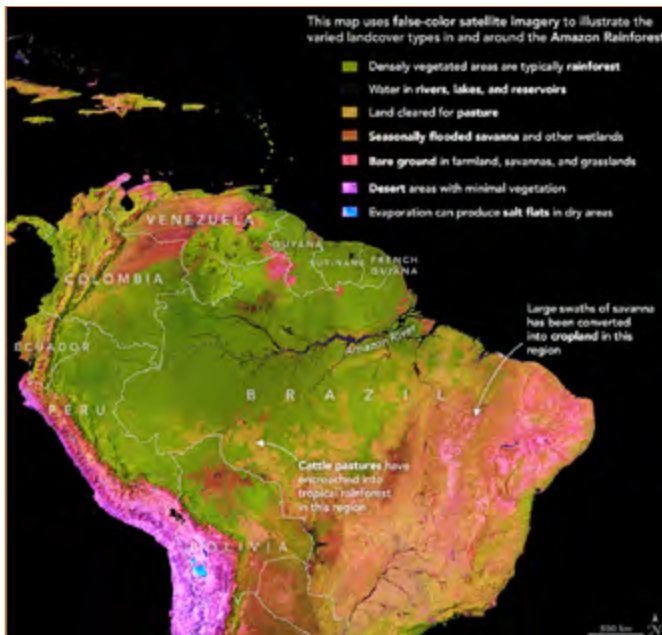 This map uses false-color satellite imagery to illustrate the
varied landcover types in and around the Amazon Rainforest
Densely vegetated areas are typically rainforest
Water in rivers, lakes, and reservoirs
Land cleared for pasture
Seasonally flooded savanna and other wetlands
Bare ground in farmland, savannas, and grasslands
Desert areas with minimal vegetation
Evaporation can produce salt flats in dry areas
VENEZUELA
GUYANA
SURINAME
FRENCH
GUIANA
COLOMBIA
Large swaths of savanna
has been converted
into cropland in this
region
Amazon River
ECUADOR
BRAZIL
PERU
Cattle pastures have
encroached into
tropical rainforest
in this region
BOLIVIA
N